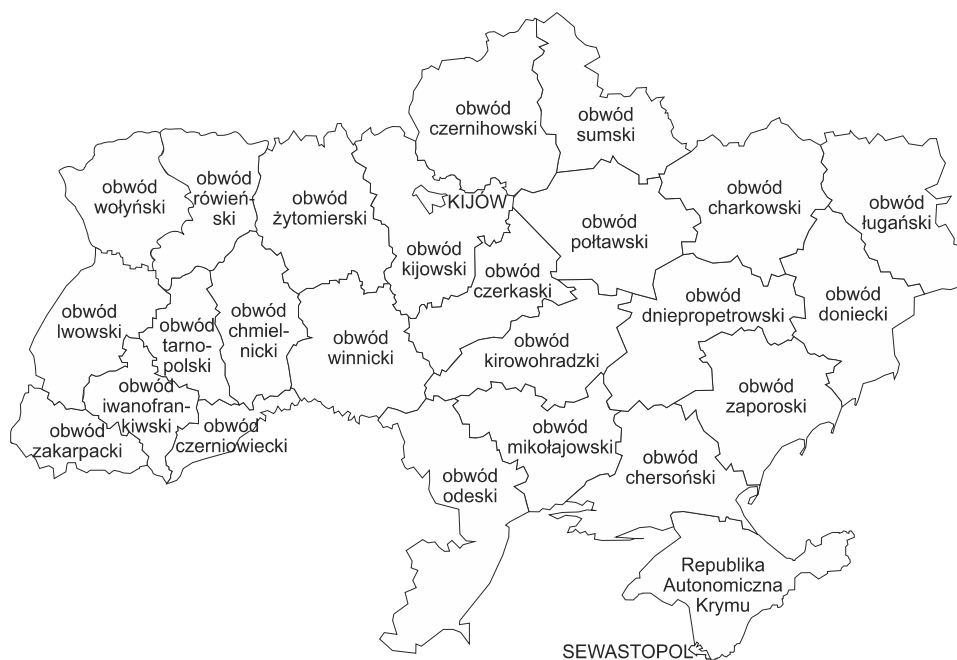 obwód
czernihowski
obwód
sumski
obwód
wołyński
obwód
rówień-
ski
obwód
żytomierski
KIJÓW
obwód
kijowski
obwód
połtawski
obwód
charkowski
obwód
ługański
obwód
czerkaski
obwód
lwowski
obwód
tarno-
polski
obwód
chmiel-
nicki
obwód
winnicki
obwód
kirowohradzki
obwód
dniepropetrowski
obwód
doniecki
obwód
iwanofran-
kiwski
obwód
zakarpacki
obwód
czerniowiecki
obwód
odeski
obwód
mikołajowski
obwód
chersoński
obwód
zaporoski
Republika
Autonomiczna
Krymu
SEWASTOPOL